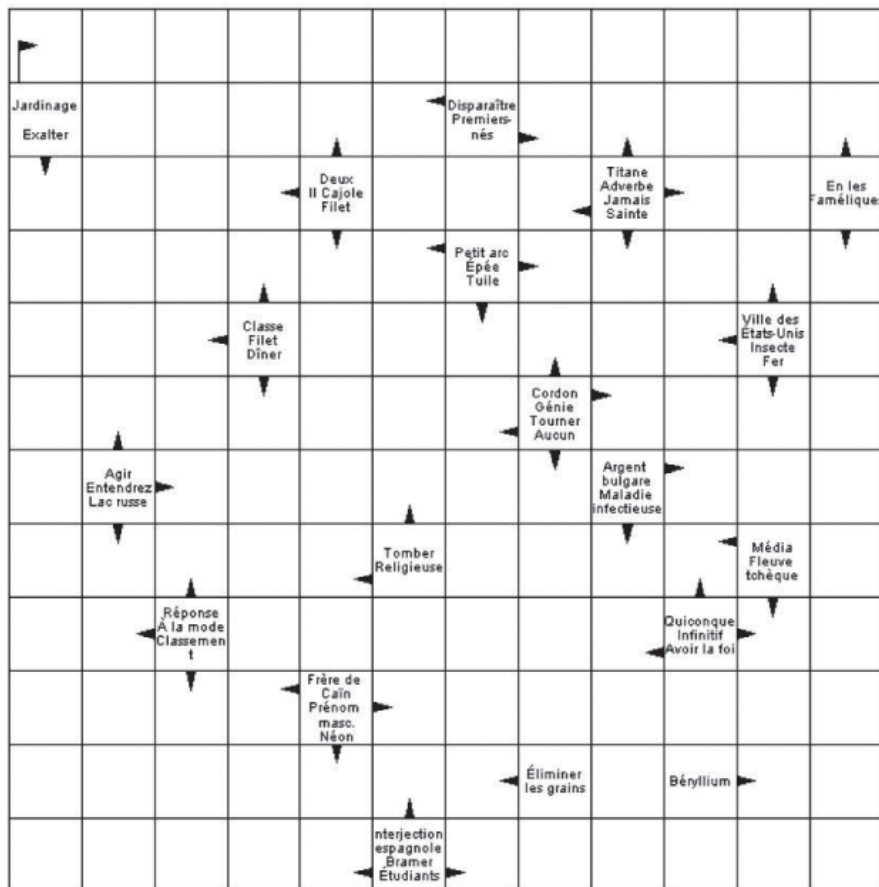 Jardinage
Exalter
Disparaître
Premiers-
nés
Deux
Il Cajole
Filet
Titane
Adverbe
Jamais
Sainte
En les
Faméliques
Petit arc
Épée
Tuile
Classe
Filet
Dîner
Ville des
États-Unis
Insecte
Fer
Cordon
Génie
Tourner
Aucun
Agir
Entendrez
Lac russe
Argent
bulgare
Maladie
infectieuse
Tomber
Religieuse
Média
Fleuve
tchèque
Réponse
À la mode
Classemen
t
Quiconque
Infinitif
Avoir la foi
Frère de
Caïn
Prénom
masc.
Néon
Éliminer
les grains
Béryllium
nterjection
espagnole
Bramer
Étudiants